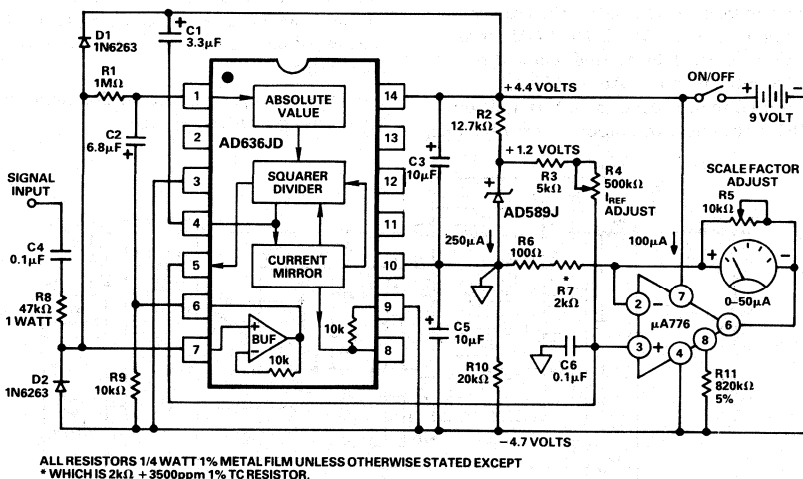 D1
1N6263
C1
3.3µF
R1
1MΩ
C2
6.8µF
+
+
1
2
3
4
5
6
7
ABSOLUTE
VALUE
AD636JD
SQUARER
DIVIDER
CURRENT
MIRROR
+
BUF
−
10k
10k
14
13
12
11
10
9
8
SIGNAL
INPUT
C4
0.1µF
R8
47kΩ
1 WATT
D2
1N6263
R9
10kΩ
+
C3
10µF
+
C5
10µF
+4.4 VOLTS
R2
12.7kΩ
+1.2 VOLTS
R3
5kΩ
R4
500kΩ
IREF
ADJUST
+
AD589J
250µA
R6
100Ω
*
R7
2kΩ
R10
20kΩ
C6
0.1µF
−4.7 VOLTS
ON/OFF
+
−
9 VOLT
SCALE FACTOR
ADJUST
R5
10kΩ
100µA
+
−
0–50µA
2
−
7
µA776
6
3
+
4
8
R11
820kΩ
5%
ALL RESISTORS 1/4 WATT 1% METAL FILM UNLESS OTHERWISE STATED EXCEPT
* WHICH IS 2kΩ + 3500ppm 1% TC RESISTOR.